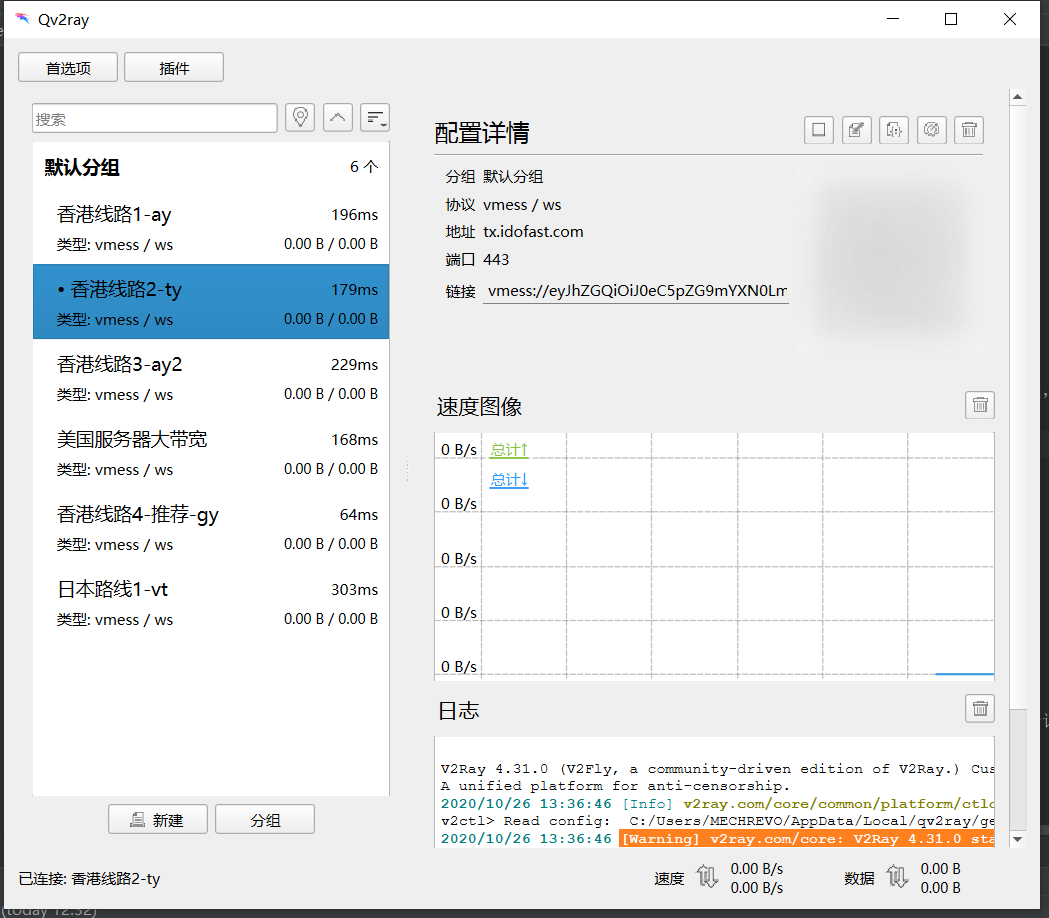 Qv2ray
首选项
插件
搜索
默认分组
6 个
香港线路1-ay
196ms
类型: vmess / ws
0.00 B / 0.00 B
• 香港线路2-ty
179ms
类型: vmess / ws
0.00 B / 0.00 B
香港线路3-ay2
229ms
类型: vmess / ws
0.00 B / 0.00 B
美国服务器大带宽
168ms
类型: vmess / ws
0.00 B / 0.00 B
香港线路4-推荐-gy
64ms
类型: vmess / ws
0.00 B / 0.00 B
日本路线1-vt
303ms
类型: vmess / ws
0.00 B / 0.00 B
新建
分组
配置详情
分组 默认分组
协议 vmess / ws
地址 tx.idofast.com
端口 443
链接 vmess://eyJhZGQiOiJ0eC5pZG9mYXN0Lm
速度图像
0 B/s
总计↑
总计↓
0 B/s
0 B/s
0 B/s
0 B/s
日志
V2Ray 4.31.0 (V2Fly, a community-driven edition of V2Ray.) Cus
A unified platform for anti-censorship.
2020/10/26 13:36:46 [Info] v2ray.com/core/common/platform/ctlc
v2ctl> Read config: C:/Users/MECHREVO/AppData/Local/qv2ray/ge
2020/10/26 13:36:46 [Warning] v2ray.com/core: V2Ray 4.31.0 sta
已连接: 香港线路2-ty
速度
0.00 B/s
0.00 B/s
数据
0.00 B
0.00 B
(today 12:32)